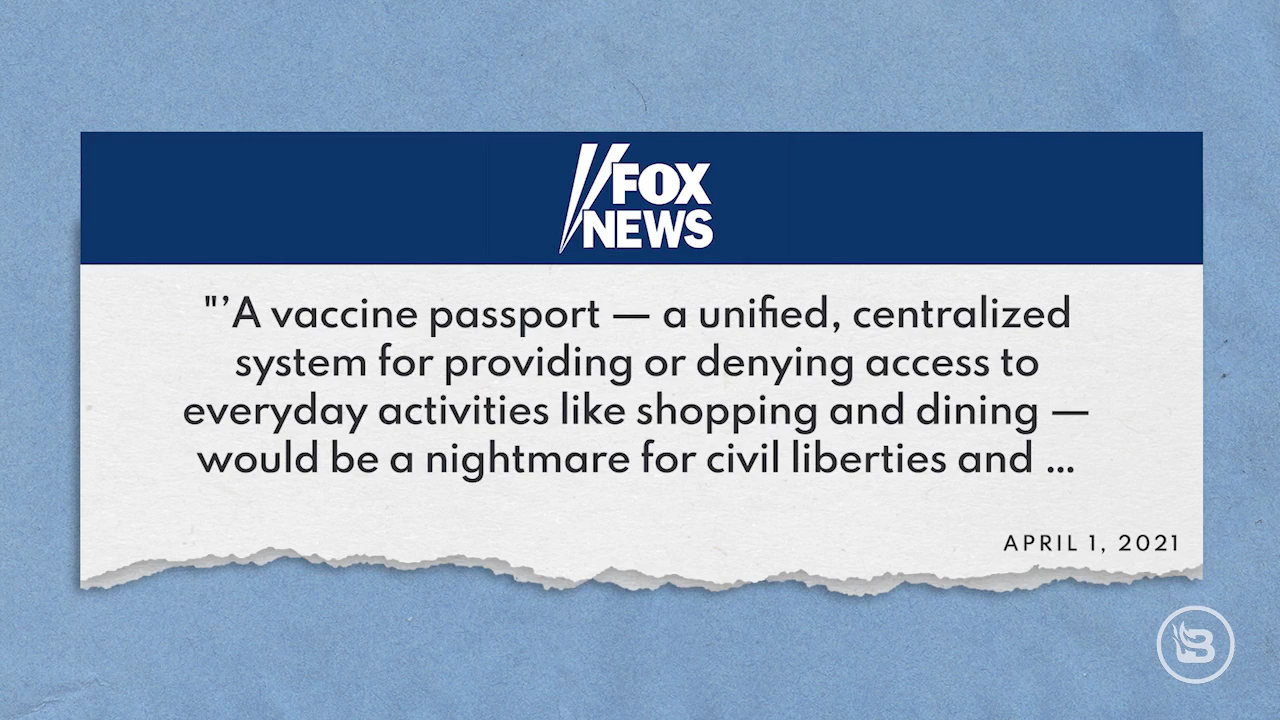 FOX
NEWS
"’A vaccine passport — a unified, centralized
system for providing or denying access to
everyday activities like shopping and dining —
would be a nightmare for civil liberties and ...
APRIL 1, 2021
B